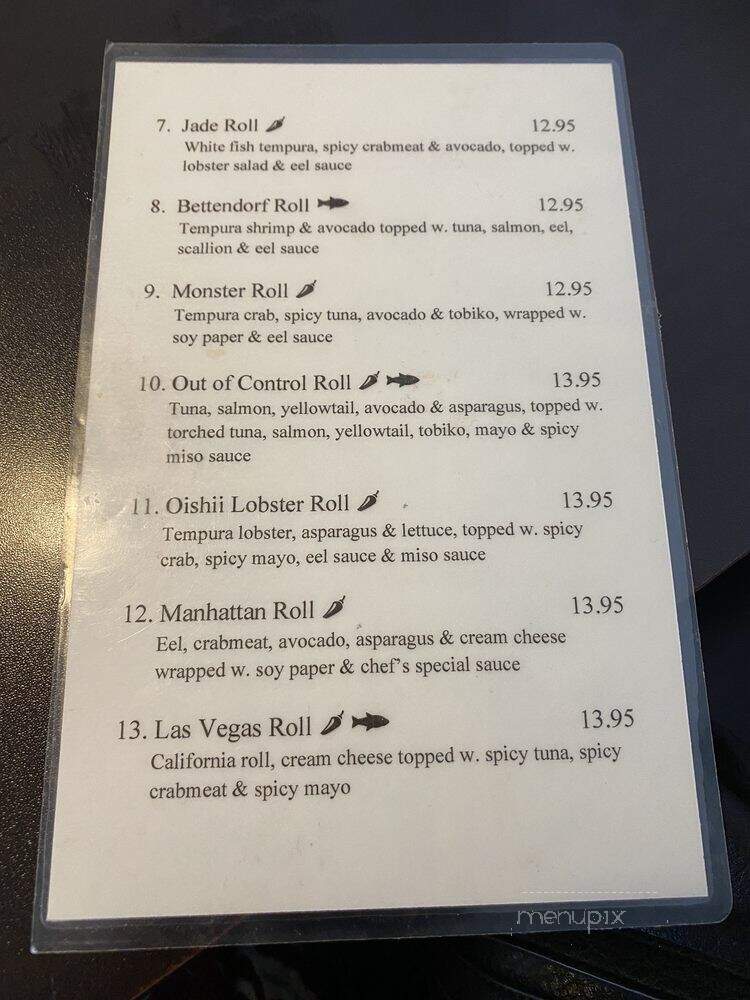 7. Jade Roll 12.95
White fish tempura, spicy crabmeat & avocado, topped w.
lobster salad & eel sauce
8. Bettendorf Roll 12.95
Tempura shrimp & avocado topped w. tuna, salmon, eel,
scallion & eel sauce
9. Monster Roll 12.95
Tempura crab, spicy tuna, avocado & tobiko, wrapped w.
soy paper & eel sauce
10. Out of Control Roll 13.95
Tuna, salmon, yellowtail, avocado & asparagus, topped w.
torched tuna, salmon, yellowtail, tobiko, mayo & spicy
miso sauce
11. Oishii Lobster Roll 13.95
Tempura lobster, asparagus & lettuce, topped w. spicy
crab, spicy mayo, eel sauce & miso sauce
12. Manhattan Roll 13.95
Eel, crabmeat, avocado, asparagus & cream cheese
wrapped w. soy paper & chef's special sauce
13. Las Vegas Roll 13.95
California roll, cream cheese topped w. spicy tuna, spicy
crabmeat & spicy mayo
menupix